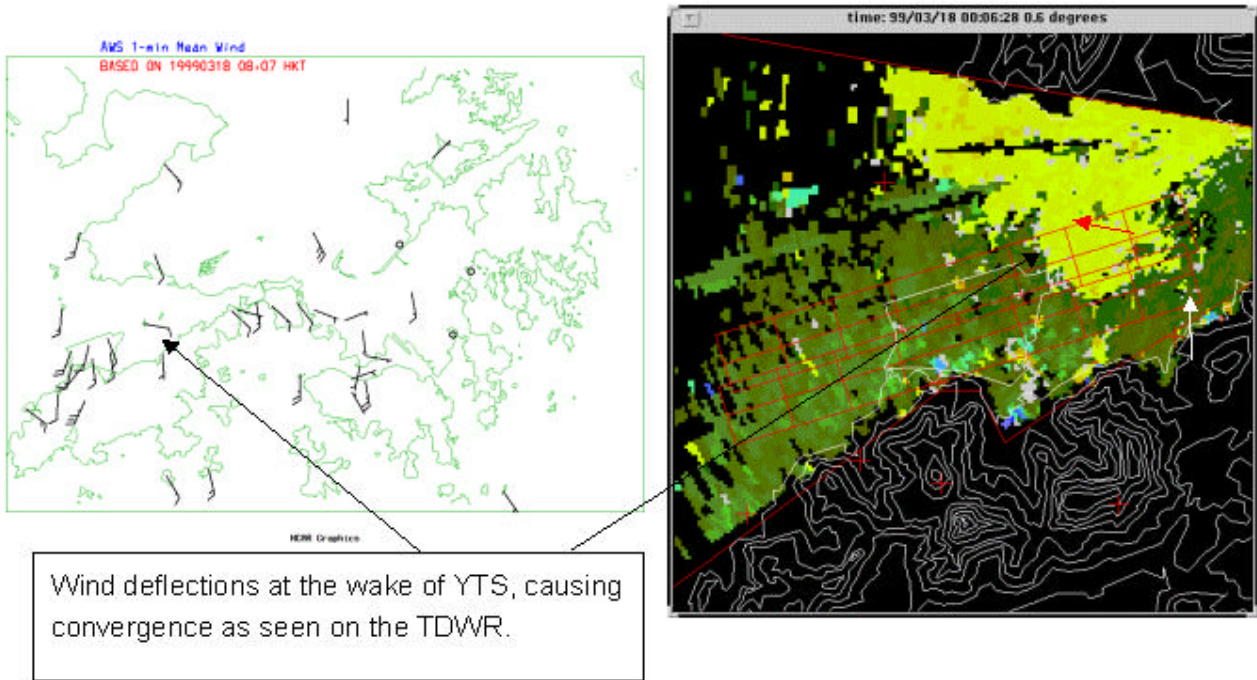 AWS 1-min Mean Wind
BASED ON 19990318 08:07 HKT
time: 99/03/18 00:06:28 0.6 degrees
Graphics
Wind deflections at the wake of YTS, causing
convergence as seen on the TDWR.